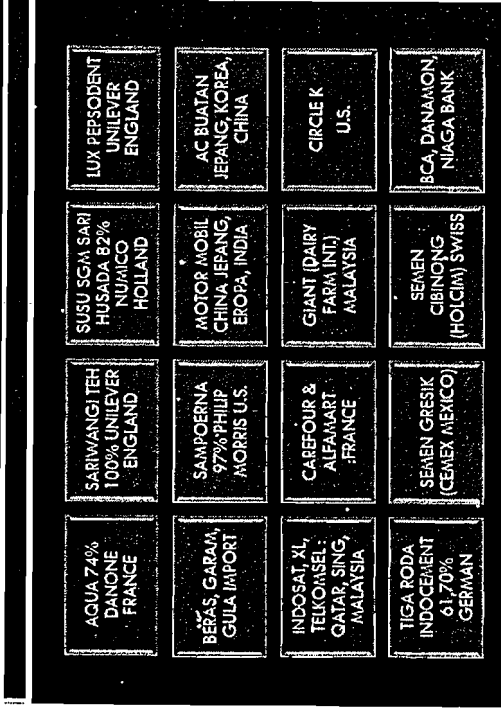 AQUA 74%
DANONE
FRANCE
SARIWANGI TEH
100% UNILEVER
ENGLAND
SUSU SGM SARI
HUSADA 82%
NUMICO
HOLLAND
LUX PEPSODENT
UNILEVER
ENGLAND
BERAS, GARAM,
GULA IMPORT
SAMPOERNA
97% PHILIP
MORRIS U.S.
MOTOR MOBIL
CHINA JEPANG,
EROPA, INDIA
AC BUATAN
JEPANG, KOREA,
CHINA
INDOSAT, XL,
TELKOMSEL:
QATAR, SING,
MALAYSIA
CAREFOUR &
ALFAMART
:FRANCE
GIANT (DAIRY
FARM INT.)
MALAYSIA
CIRCLE K
U.S.
TIGA RODA
INDOCEMENT
61,70%
GERMAN
SEMEN GRESIK
(CEMEX MEXICO)
SEMEN
CIBINONG
(HOLCIM) SWISS
BCA, DANAMON,
NIAGA BANK